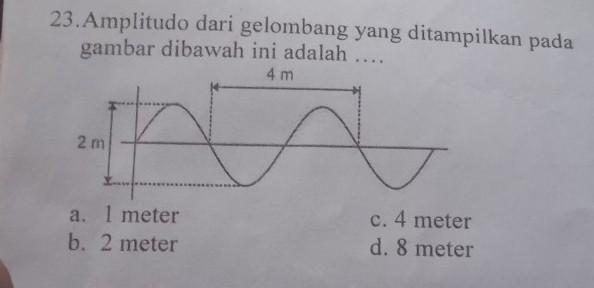 23.Amplitudo dari gelombang yang ditampilkan pada
gambar dibawah ini adalah ....
4 m
2 m
a. 1 meter
c. 4 meter
b. 2 meter
d. 8 meter